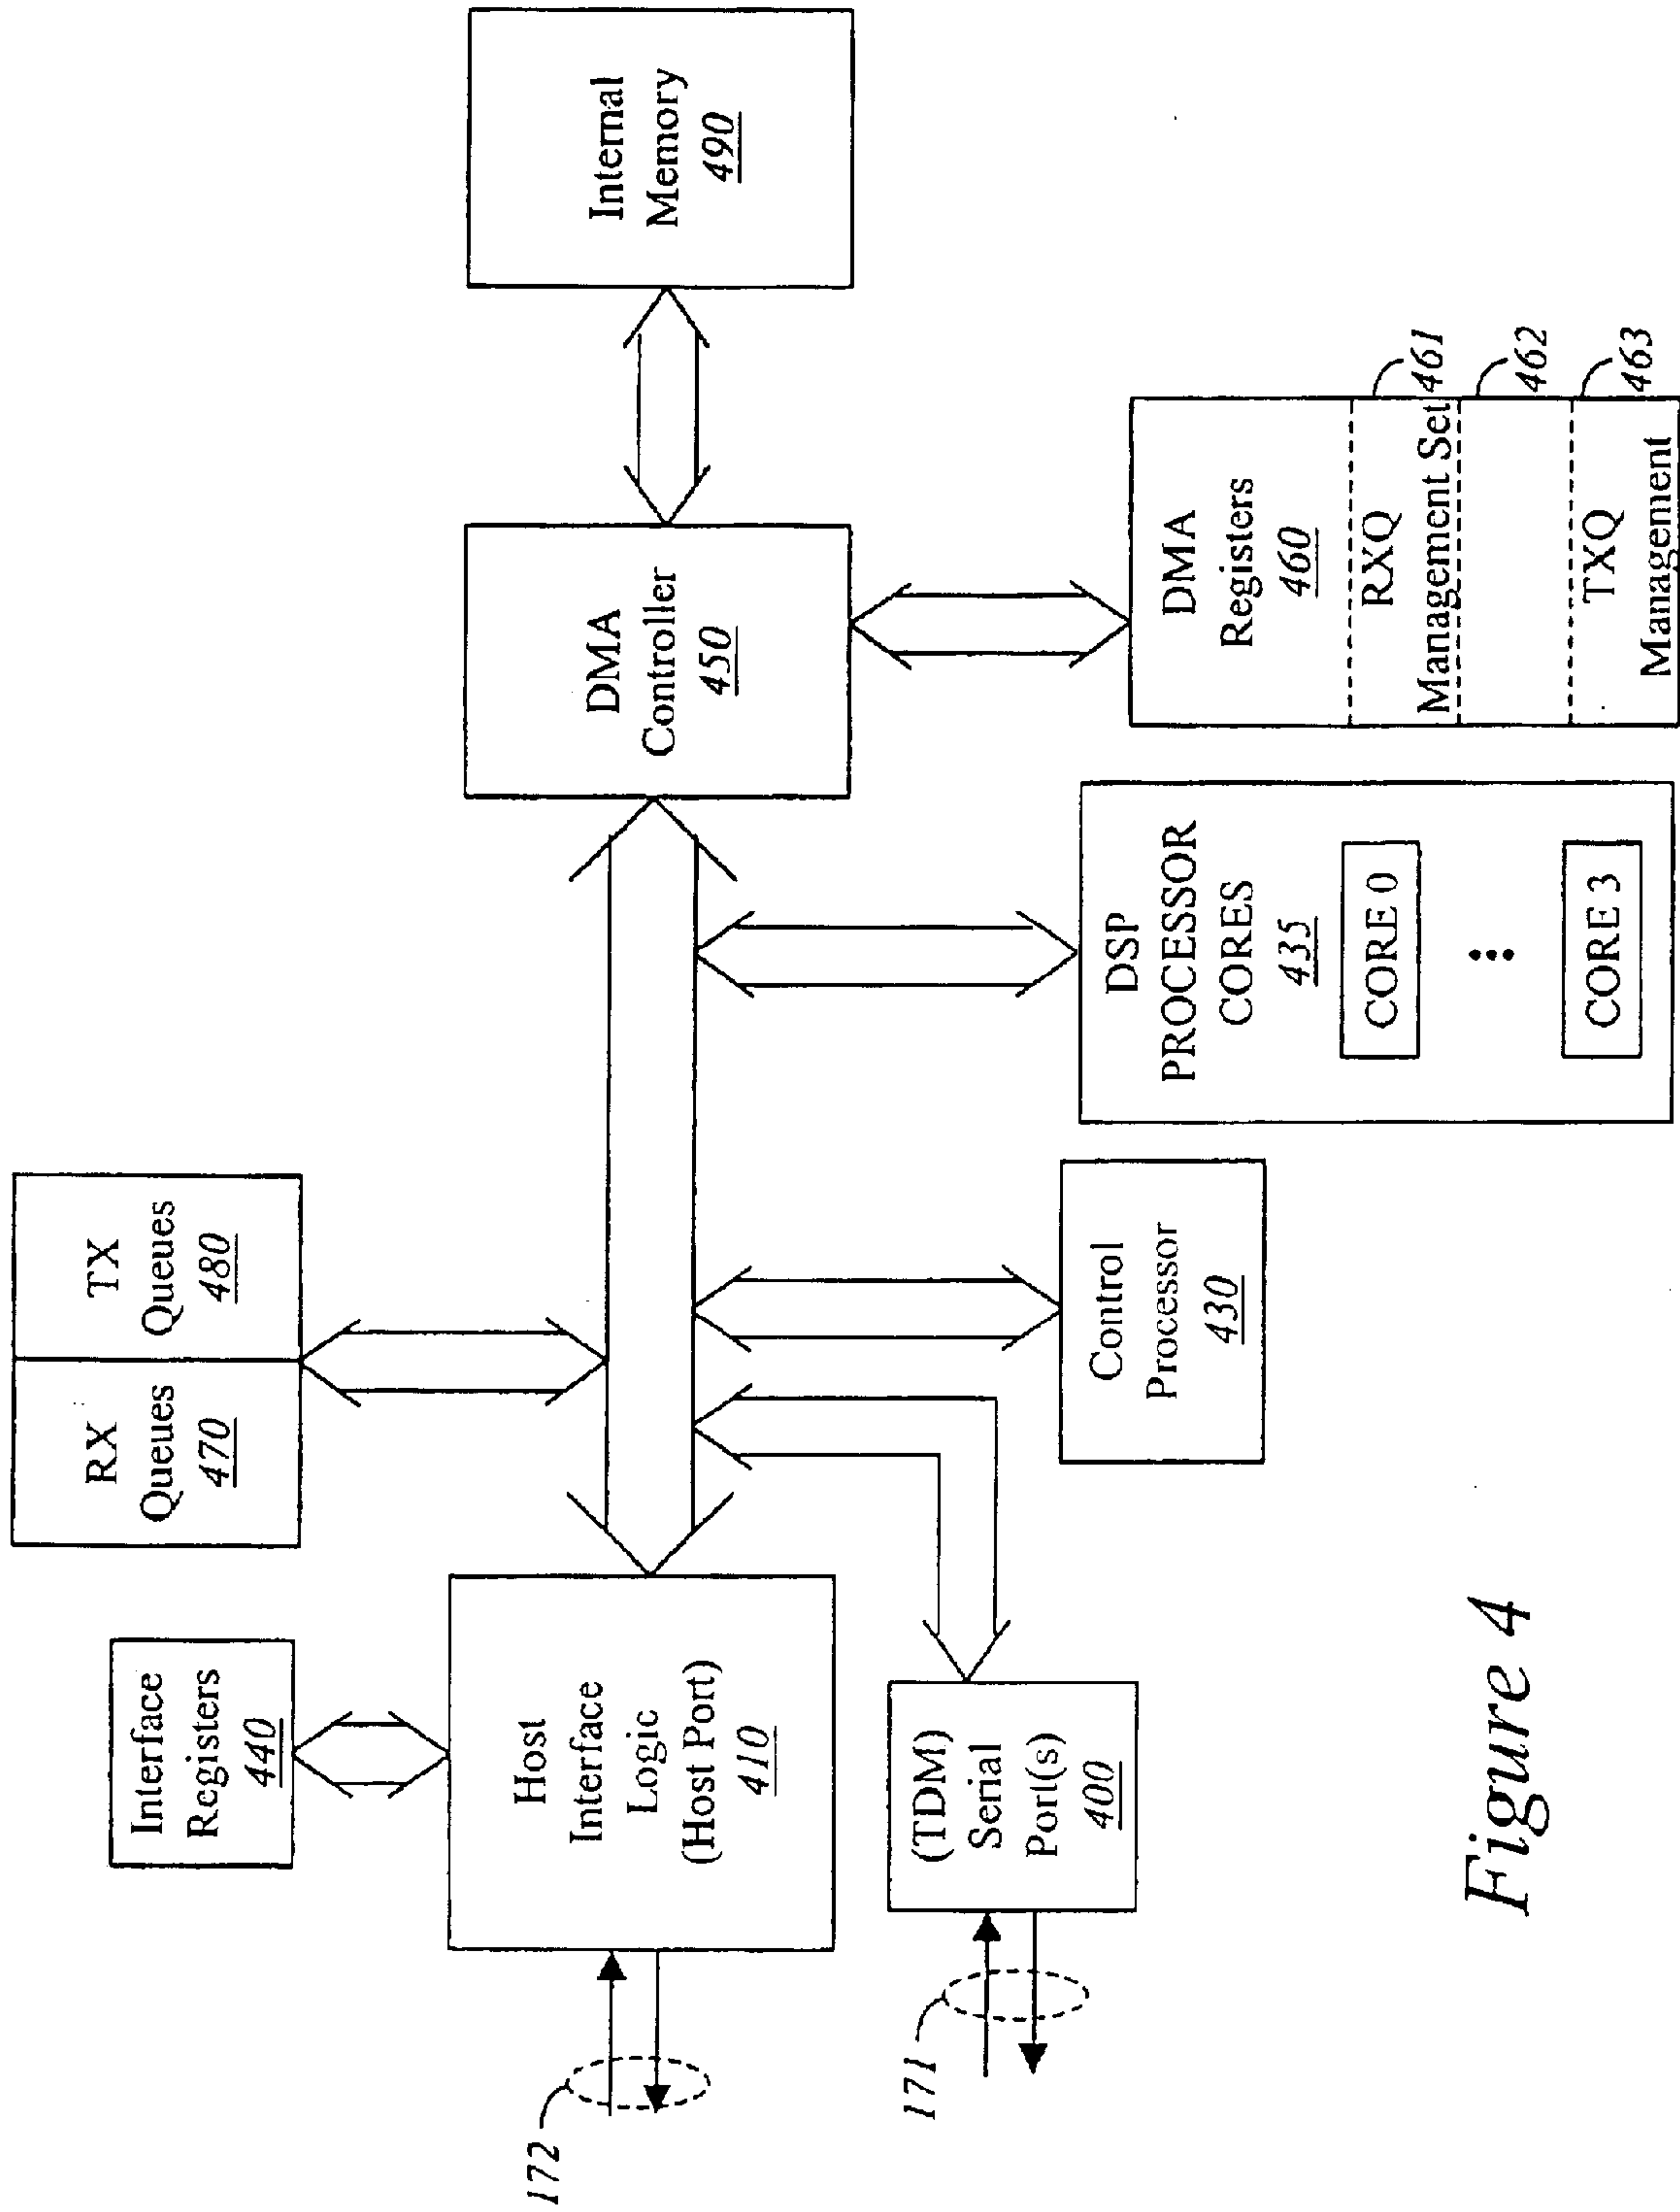 Interface
Registers
440
RX
Queues
470
TX
Queues
480
172
Host
Interface
Logic
(Host Port)
410
DMA
Controller
450
Internal
Memory
490
171
(TDM)
Serial
Port(s)
400
Control
Processor
430
DSP
PROCESSOR
CORES
435
CORE 0
CORE 3
DMA
Registers
460
RXQ
Management Set
461
462
TXQ
Management
463
Figure 4